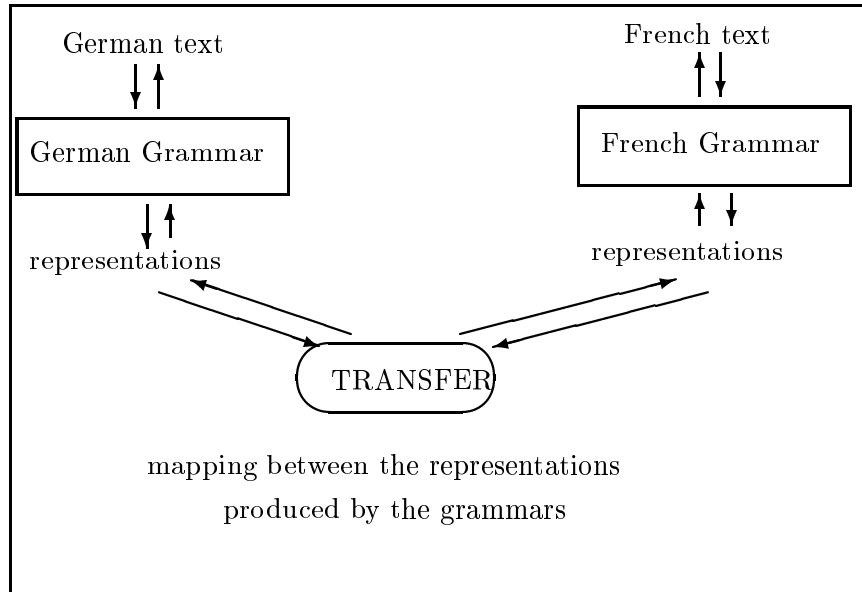 German text
French text
German Grammar
French Grammar
representations
representations
TRANSFER
mapping between the representations
produced by the grammars